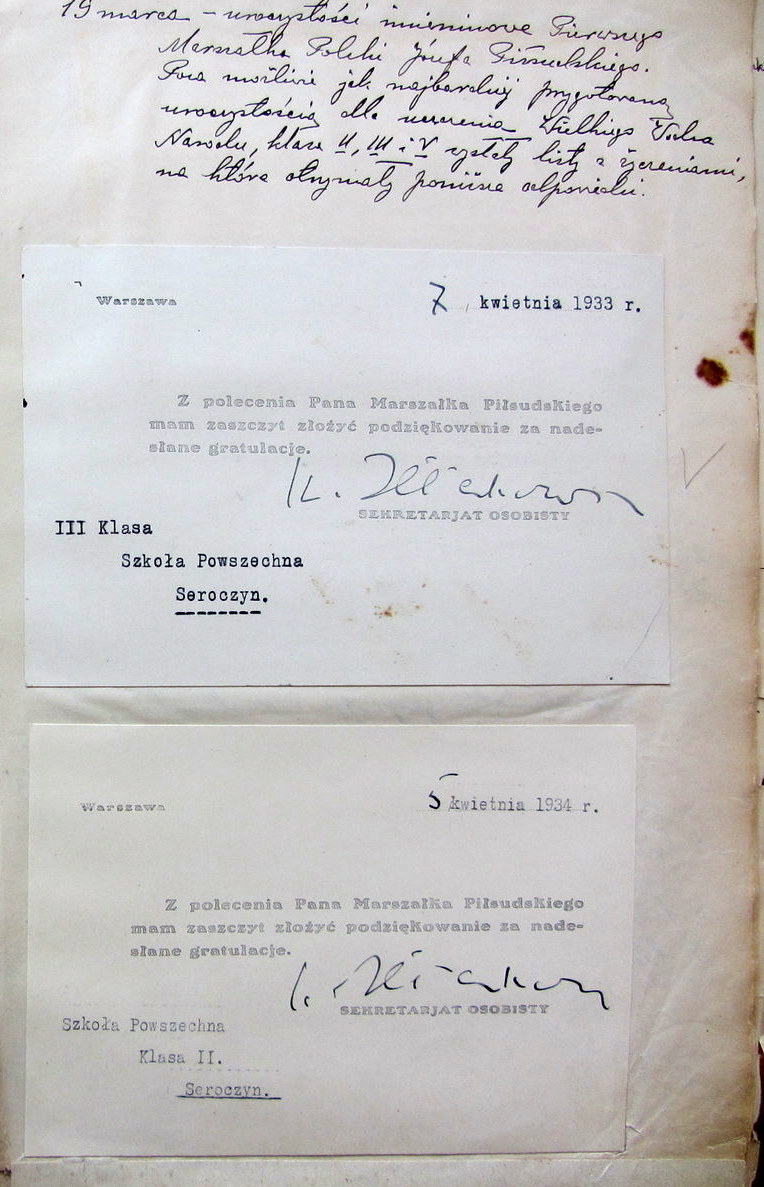 19 marca – uroczystości imieninowe Pierwszego
Marszałka Polski Józefa Piłsudskiego.
Poza możliwie jak najbardziej przygotowaną
uroczystością dla uczczenia Wielkiego Wodza
Narodu, klasa II, III i V wysłały listy z życzeniami,
na które otrzymały poniższe odpowiedzi.
Warszawa
7 kwietnia 1933 r.
Z polecenia Pana Marszałka Piłsudskiego
mam zaszczyt złożyć podziękowanie za nade-
słane gratulacje.
SEKRETARJAT OSOBISTY
III Klasa
Szkoła Powszechna
Seroczyn.
Warszawa
5 kwietnia 1934 r.
Z polecenia Pana Marszałka Piłsudskiego
mam zaszczyt złożyć podziękowanie za nade-
słane gratulacje.
SEKRETARJAT OSOBISTY
Szkoła Powszechna
Klasa II.
Seroczyn.